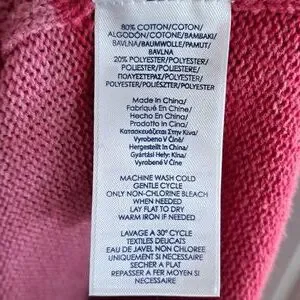 80% COTTON/COTON/
ALGODÓN/COTONE/ΒΑΜΒΑΚΙ/
BAVLNA/BAUMWOLLE/PAMUT/
BAVLNA
20% POLYESTER/POLYESTER/
POLIESTER/POLIESTERE/
ΠΟΛΥΕΣΤΕΡΑΣ/POLYESTER/
POLYESTER/POLIÉSZTER/
Made In China/
Fabriqué En Chine/
Hecho En China/
Prodotto In Cina/
Κατασκευάζεται Στην Κίνα/
Vyrobeno V Číně/
Hergestellt In China/
Gyártási Hely: Kína/
Vyrobené V Číne
MACHINE WASH COLD
GENTLE CYCLE
ONLY NON-CHLORINE BLEACH
WHEN NEEDED
LAY FLAT TO DRY
WARM IRON IF NEEDED
LAVAGE A 30° CYCLE
TEXTILES DELICATS
EAU DE JAVEL NON CHLOREE
UNIQUEMENT SI NECESSAIRE
SECHER A PLAT
REPASSER A FER MOYEN SI
NECESSAIRE